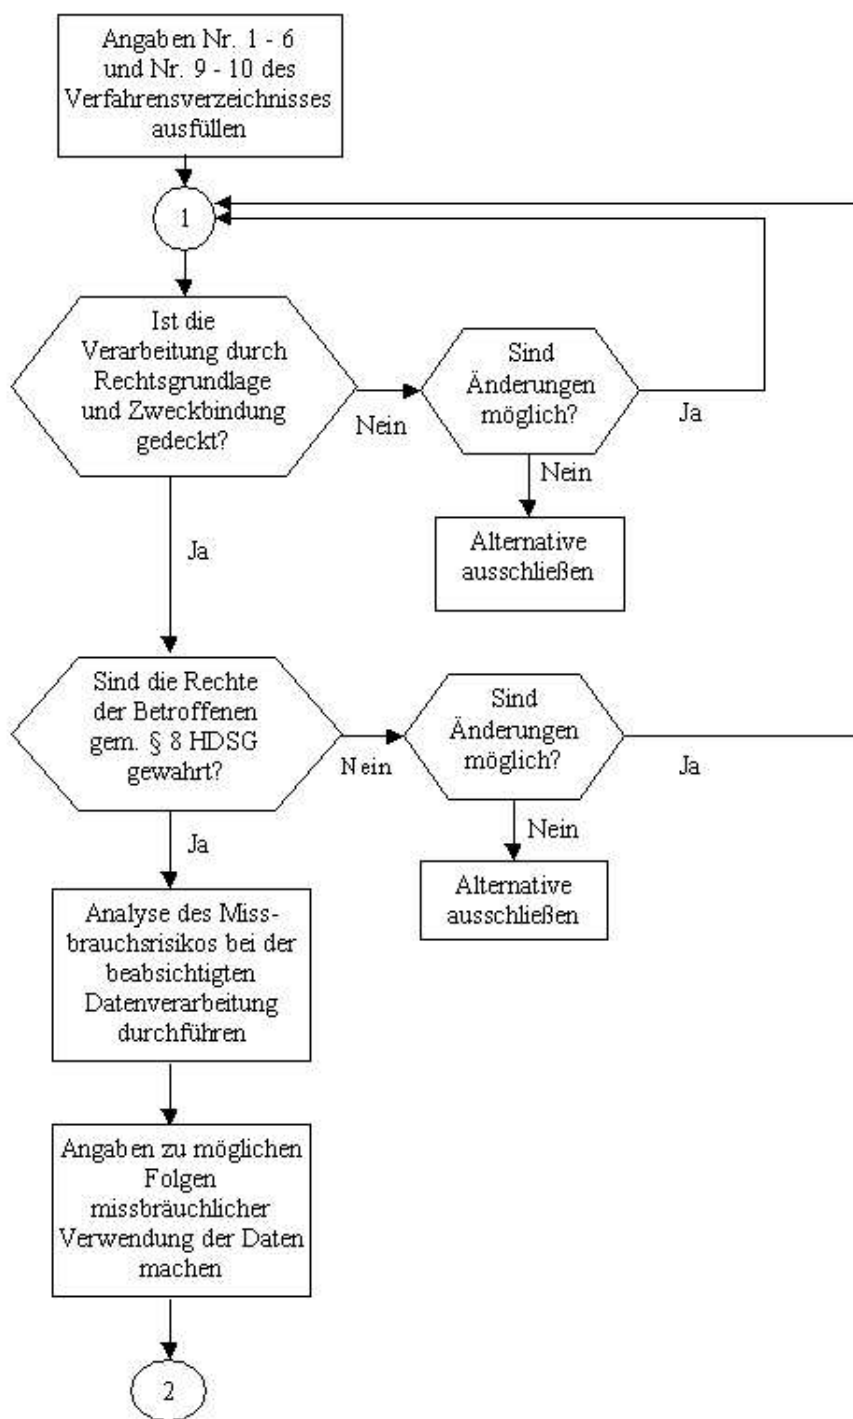 Angaben Nr. 1 - 6
und Nr. 9 - 10 des
Verfahrensverzeichnisses
ausfüllen
1
Ist die
Verarbeitung durch
Rechtsgrundlage
und Zweckbindung
gedeckt?
Nein
Sind
Änderungen
möglich?
Ja
Nein
Alternative
ausschließen
Ja
Sind die Rechte
der Betroffenen
gem. § 8 HDSG
gewahrt?
Nein
Sind
Änderungen
möglich?
Ja
Nein
Alternative
ausschließen
Ja
Analyse des Miss-
brauchsrisikos bei der
beabsichtigten
Datenverarbeitung
durchführen
Angaben zu möglichen
Folgen
missbräuchlicher
Verwendung der Daten
machen
2